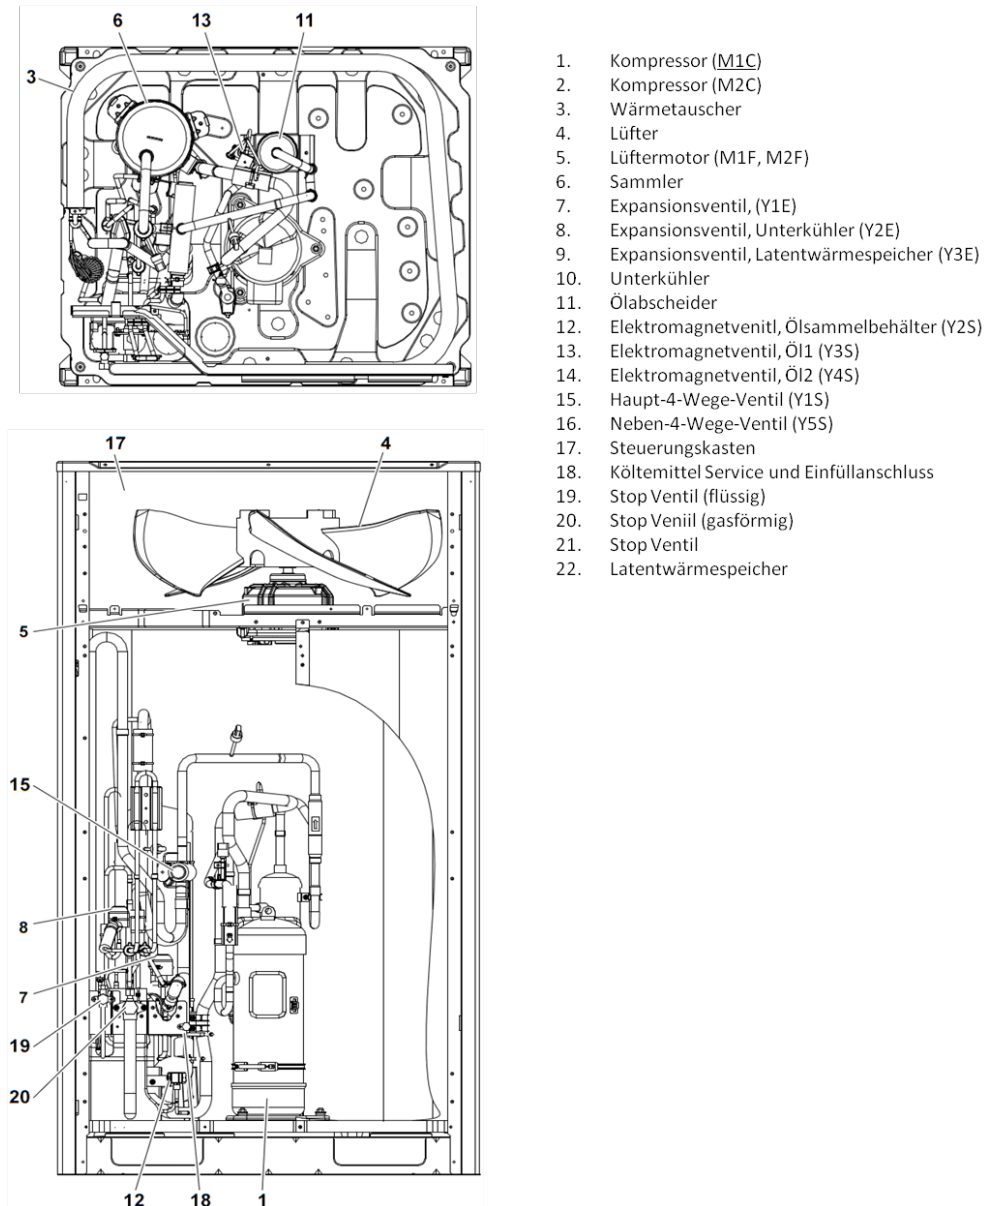 6 13 11
3
1. Kompressor (M1C)
2. Kompressor (M2C)
3. Wärmetauscher
4. Lüfter
5. Lüftermotor (M1F, M2F)
6. Sammler
7. Expansionsventil, (Y1E)
8. Expansionsventil, Unterkühler (Y2E)
9. Expansionsventil, Latentwärmespeicher (Y3E)
10. Unterkühler
11. Ölabscheider
12. Elektromagnetvenitl, Ölsammelbehälter (Y2S)
13. Elektromagnetventil, Öl1 (Y3S)
14. Elektromagnetventil, Öl2 (Y4S)
15. Haupt-4-Wege-Ventil (Y1S)
16. Neben-4-Wege-Ventil (Y5S)
17. Steuerungskasten
18. Költemittel Service und Einfüllanschluss
19. Stop Ventil (flüssig)
20. Stop Veniil (gasförmig)
21. Stop Ventil
22. Latentwärmespeicher
17 4
5
15
8
7
19
20
12 18 1